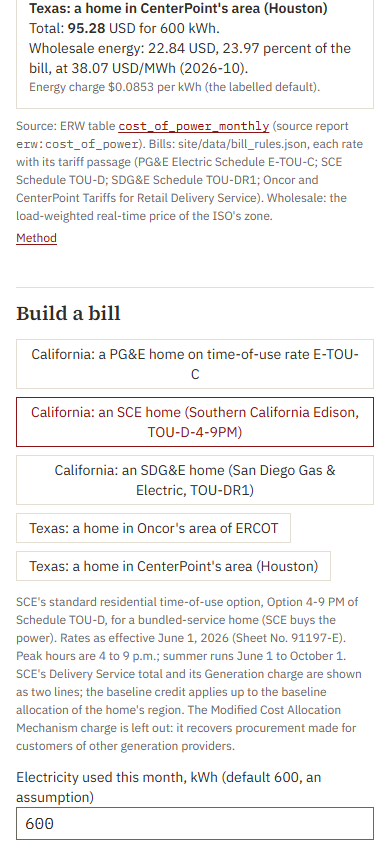 Texas: a home in CenterPoint's area (Houston)
Total: 95.28 USD for 600 kWh.
Wholesale energy: 22.84 USD, 23.97 percent of the
bill, at 38.07 USD/MWh (2026-10).
Energy charge $0.0853 per kWh (the labelled default).
Source: ERW table cost_of_power_monthly (source report
erw:cost_of_power). Bills: site/data/bill_rules.json, each
rate with its tariff passage (PG&E Electric Schedule E-TOU-C; SCE
Schedule TOU-D; SDG&E Schedule TOU-DR1; Oncor and
CenterPoint Tariffs for Retail Delivery Service). Wholesale: the
load-weighted real-time price of the ISO's zone.
Method
Build a bill
California: a PG&E home on time-of-use rate E-TOU-
C
California: an SCE home (Southern California Edison,
TOU-D-4-9PM)
California: an SDG&E home (San Diego Gas &
Electric, TOU-DR1)
Texas: a home in Oncor's area of ERCOT
Texas: a home in CenterPoint's area (Houston)
SCE's standard residential time-of-use option, Option 4-9 PM of
Schedule TOU-D, for a bundled-service home (SCE buys the
power). Rates as effective June 1, 2026 (Sheet No. 91197-E).
Peak hours are 4 to 9 p.m.; summer runs June 1 to October 1.
SCE's Delivery Service total and its Generation charge are shown
as two lines; the baseline credit applies up to the baseline
allocation of the home's region. The Modified Cost Allocation
Mechanism charge is left out: it recovers procurement made for
customers of other generation providers.
Electricity used this month, kWh (default 600, an
assumption)
600